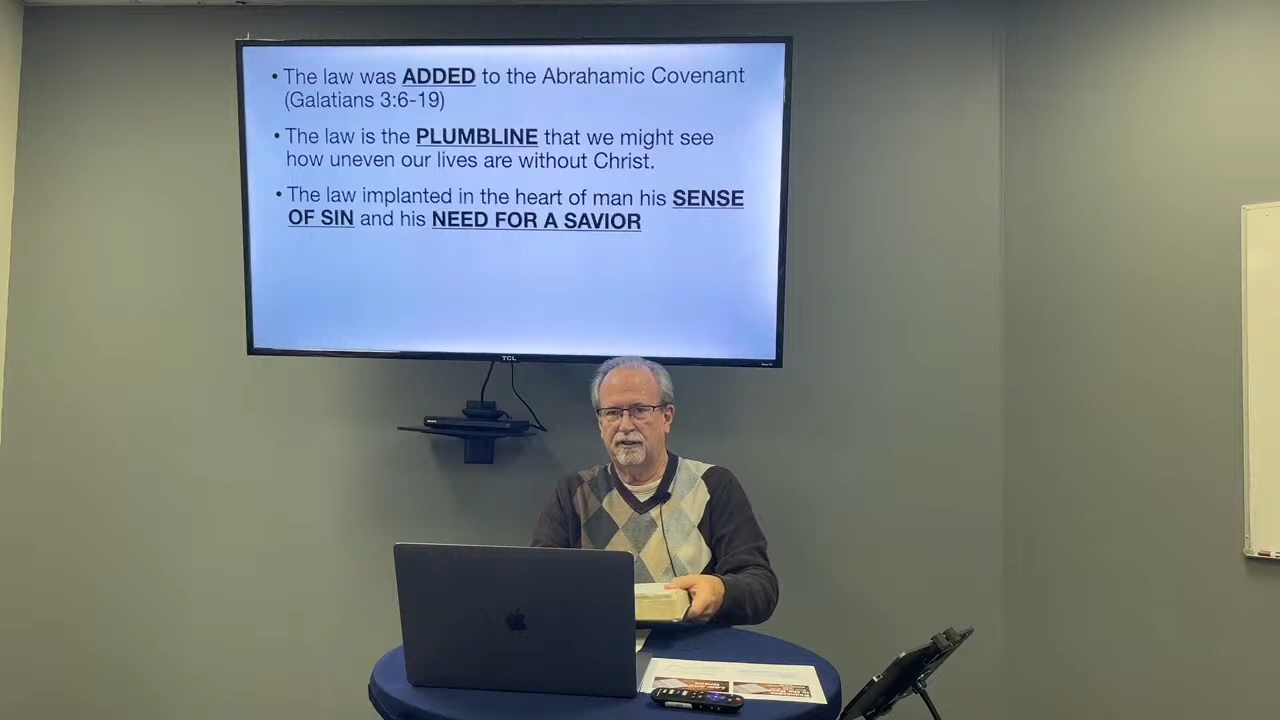 • The law was ADDED to the Abrahamic Covenant
(Galatians 3:6-19)
• The law is the PLUMBLINE that we might see
how uneven our lives are without Christ.
• The law implanted in the heart of man his SENSE
OF SIN and his NEED FOR A SAVIOR
TCL